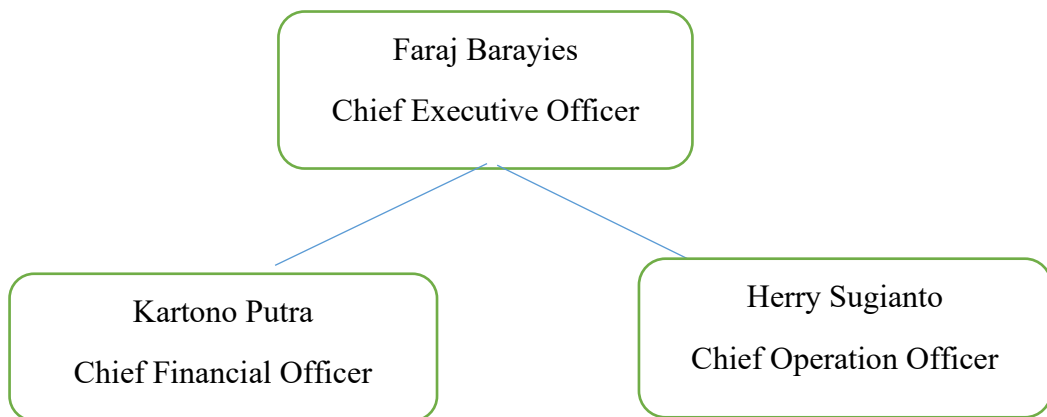 Faraj Barayies
Chief Executive Officer
Kartono Putra
Chief Financial Officer
Herry Sugianto
Chief Operation Officer